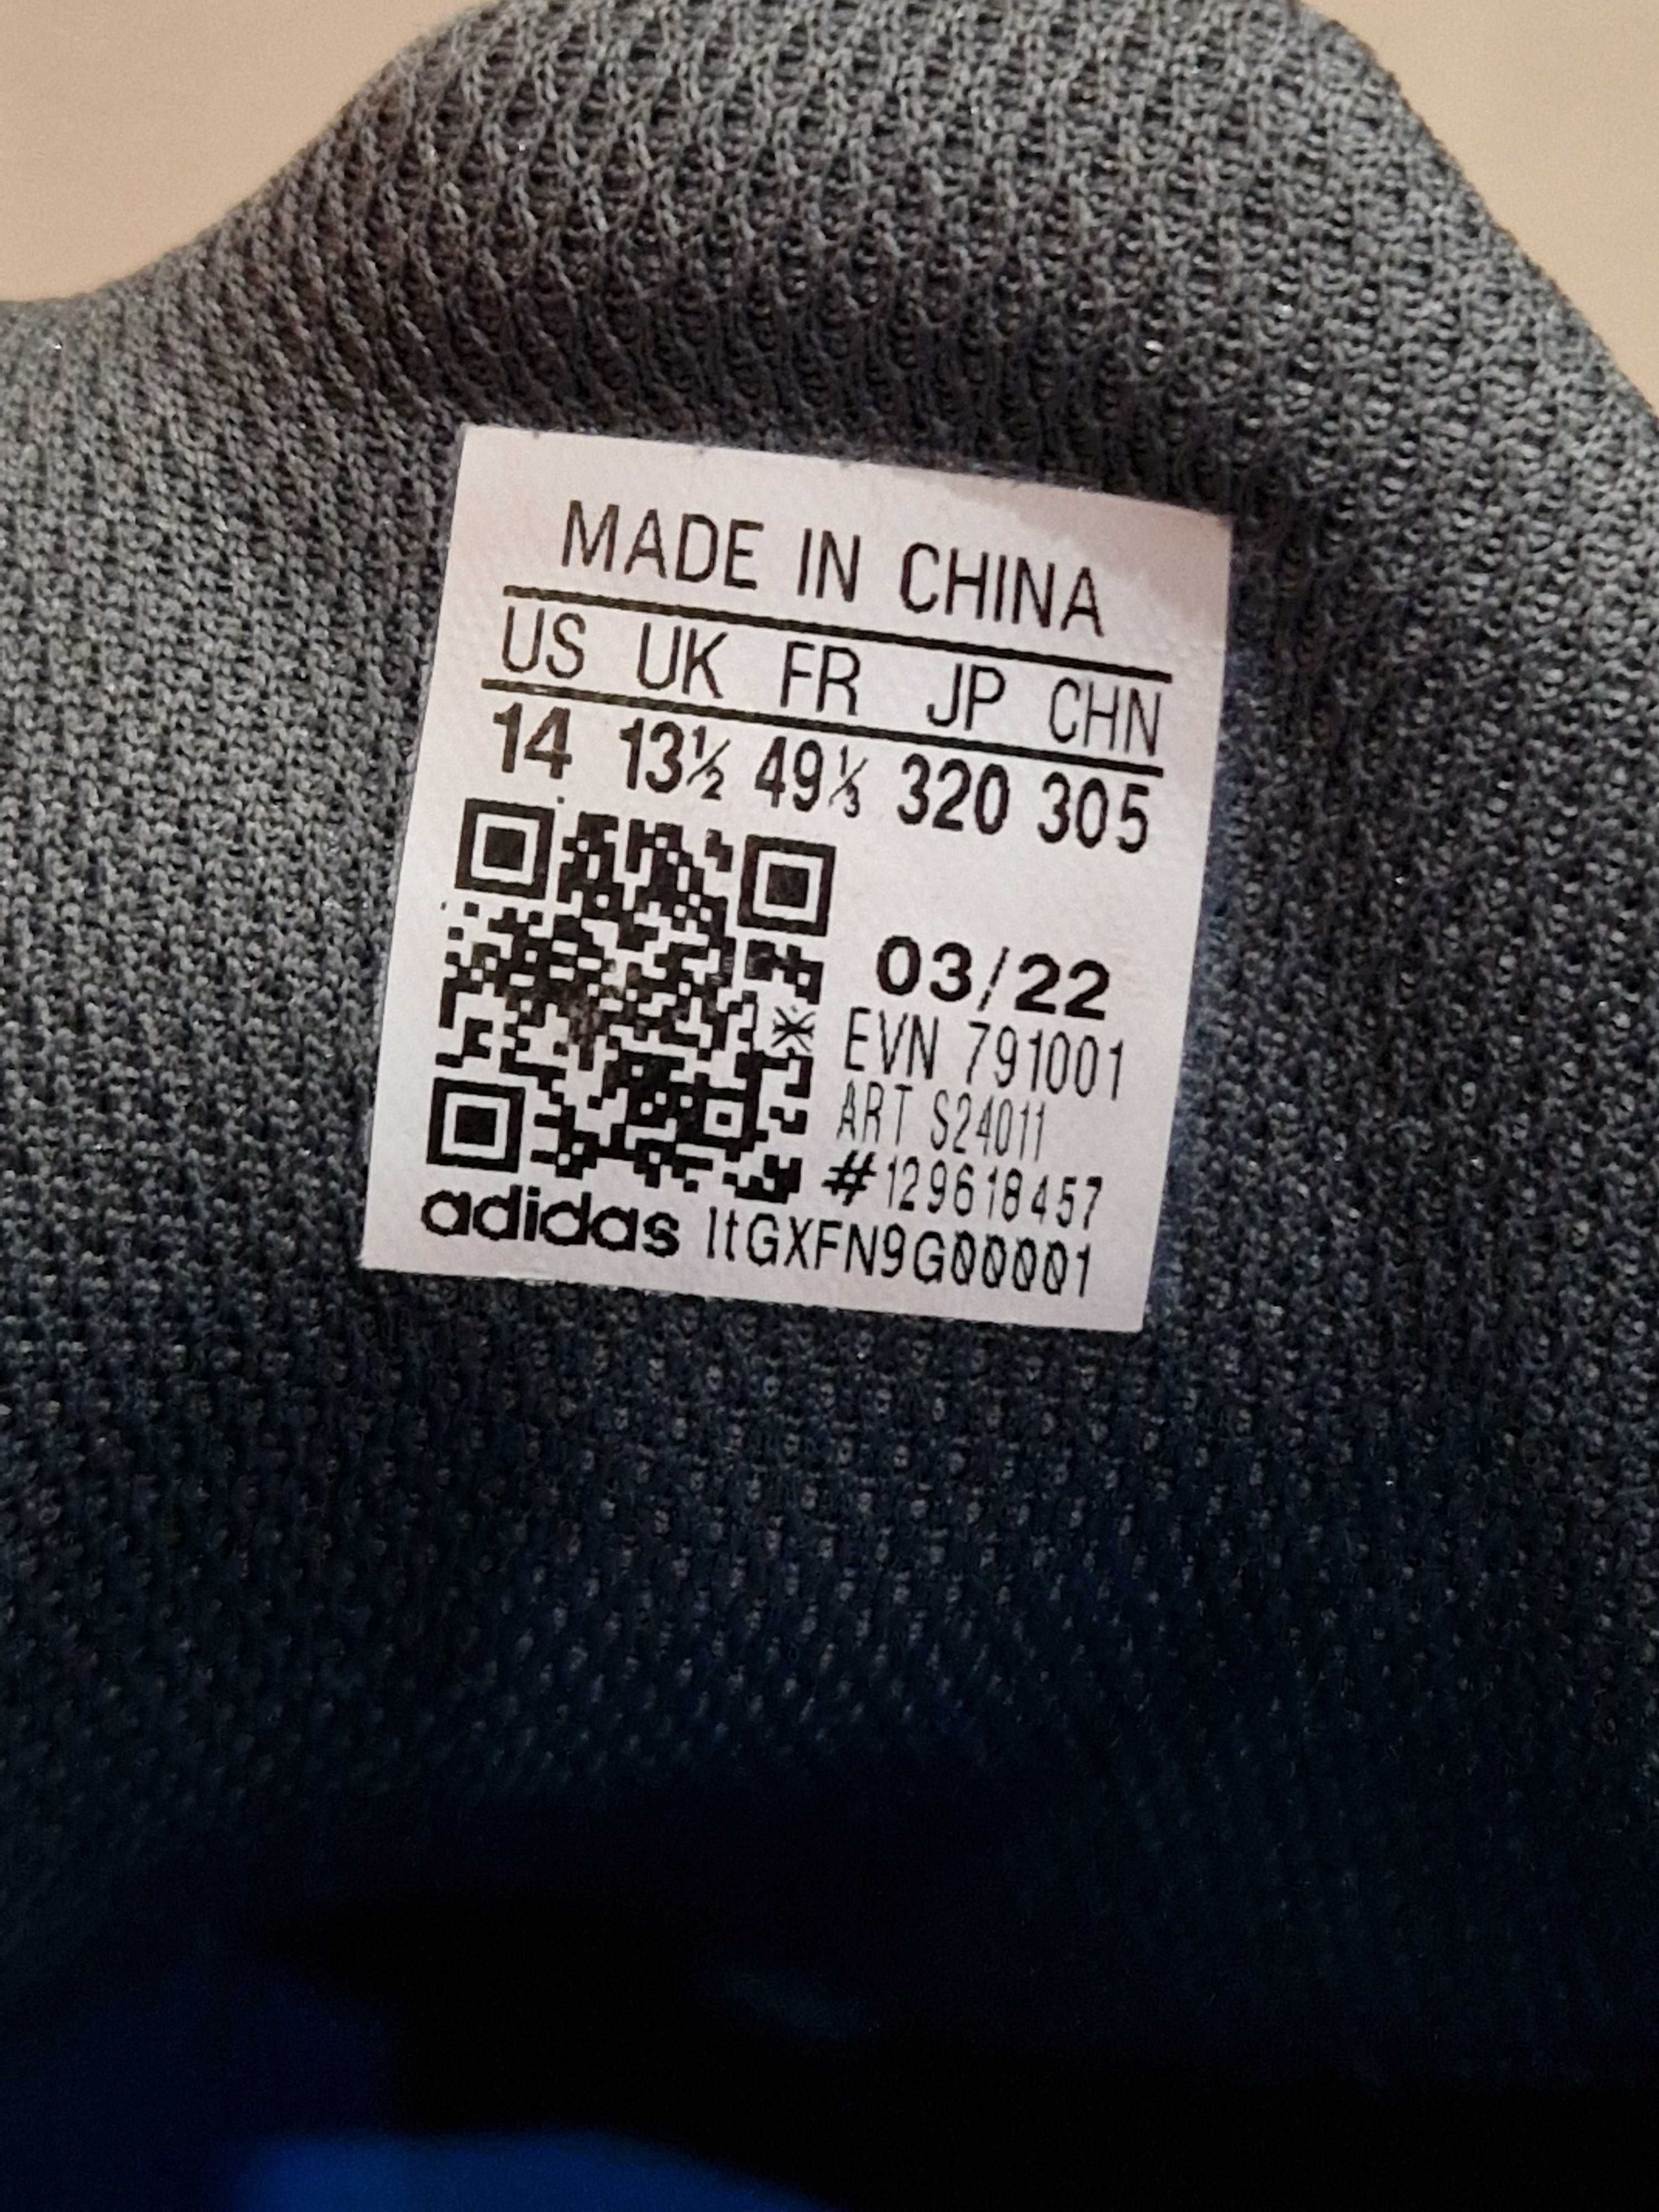 MADE IN CHINA
US UK FR JP CHN
14 13½ 49⅓ 320 305
03/22
EVN 791001
ART S24011
#129618457
adidas ltGXFN9G00001